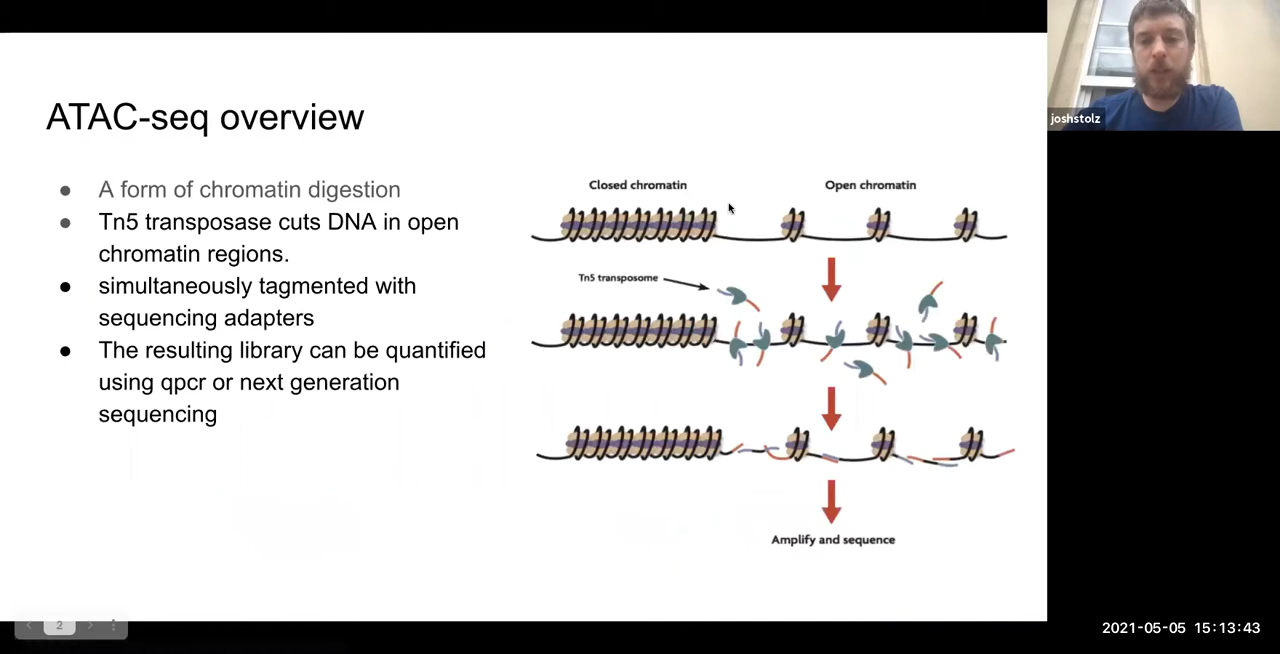 ATAC-seq overview
A form of chromatin digestion
Tn5 transposase cuts DNA in open
chromatin regions.
simultaneously tagmented with
sequencing adapters
The resulting library can be quantified
using qpcr or next generation
sequencing
Closed chromatin
Open chromatin
Tn5 transposome
Amplify and sequence
joshstolz
2
2021-05-05 15:13:43